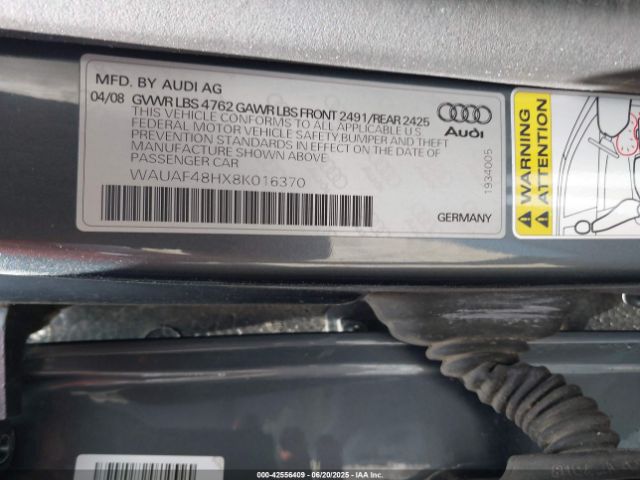 MFD. BY AUDI AG
04/08 GVWR LBS 4762 GAWR LBS FRONT 2491/REAR 2425
THIS VEHICLE CONFORMS TO ALL APPLICABLE U.S.
FEDERAL MOTOR VEHICLE SAFETY,BUMPER AND THEFT
PREVENTION STANDARDS IN EFFECT ON THE DATE OF
MANUFACTURE SHOWN ABOVE
PASSENGER CAR
WAUAF48HX8K016370
Audi
1934005
GERMANY
WARNING
ATTENTION
000-42556409 - 06/20/2025 - IAA Inc.